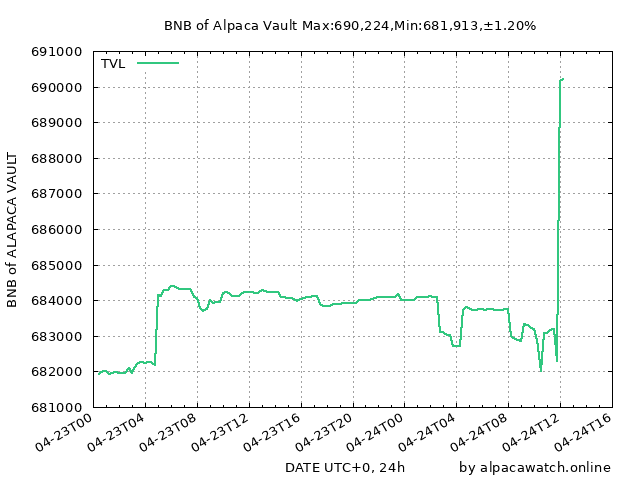 BNB of Alpaca Vault Max:690,224,Min:681,913,±1.20%
TVL
691000
690000
689000
688000
687000
686000
685000
684000
683000
682000
681000
BNB of ALAPACA VAULT
04-23T00
04-23T04
04-23T08
04-23T12
04-23T16
04-23T20
04-24T00
04-24T04
04-24T08
04-24T12
04-24T16
DATE UTC+0, 24h
by alpacawatch.online